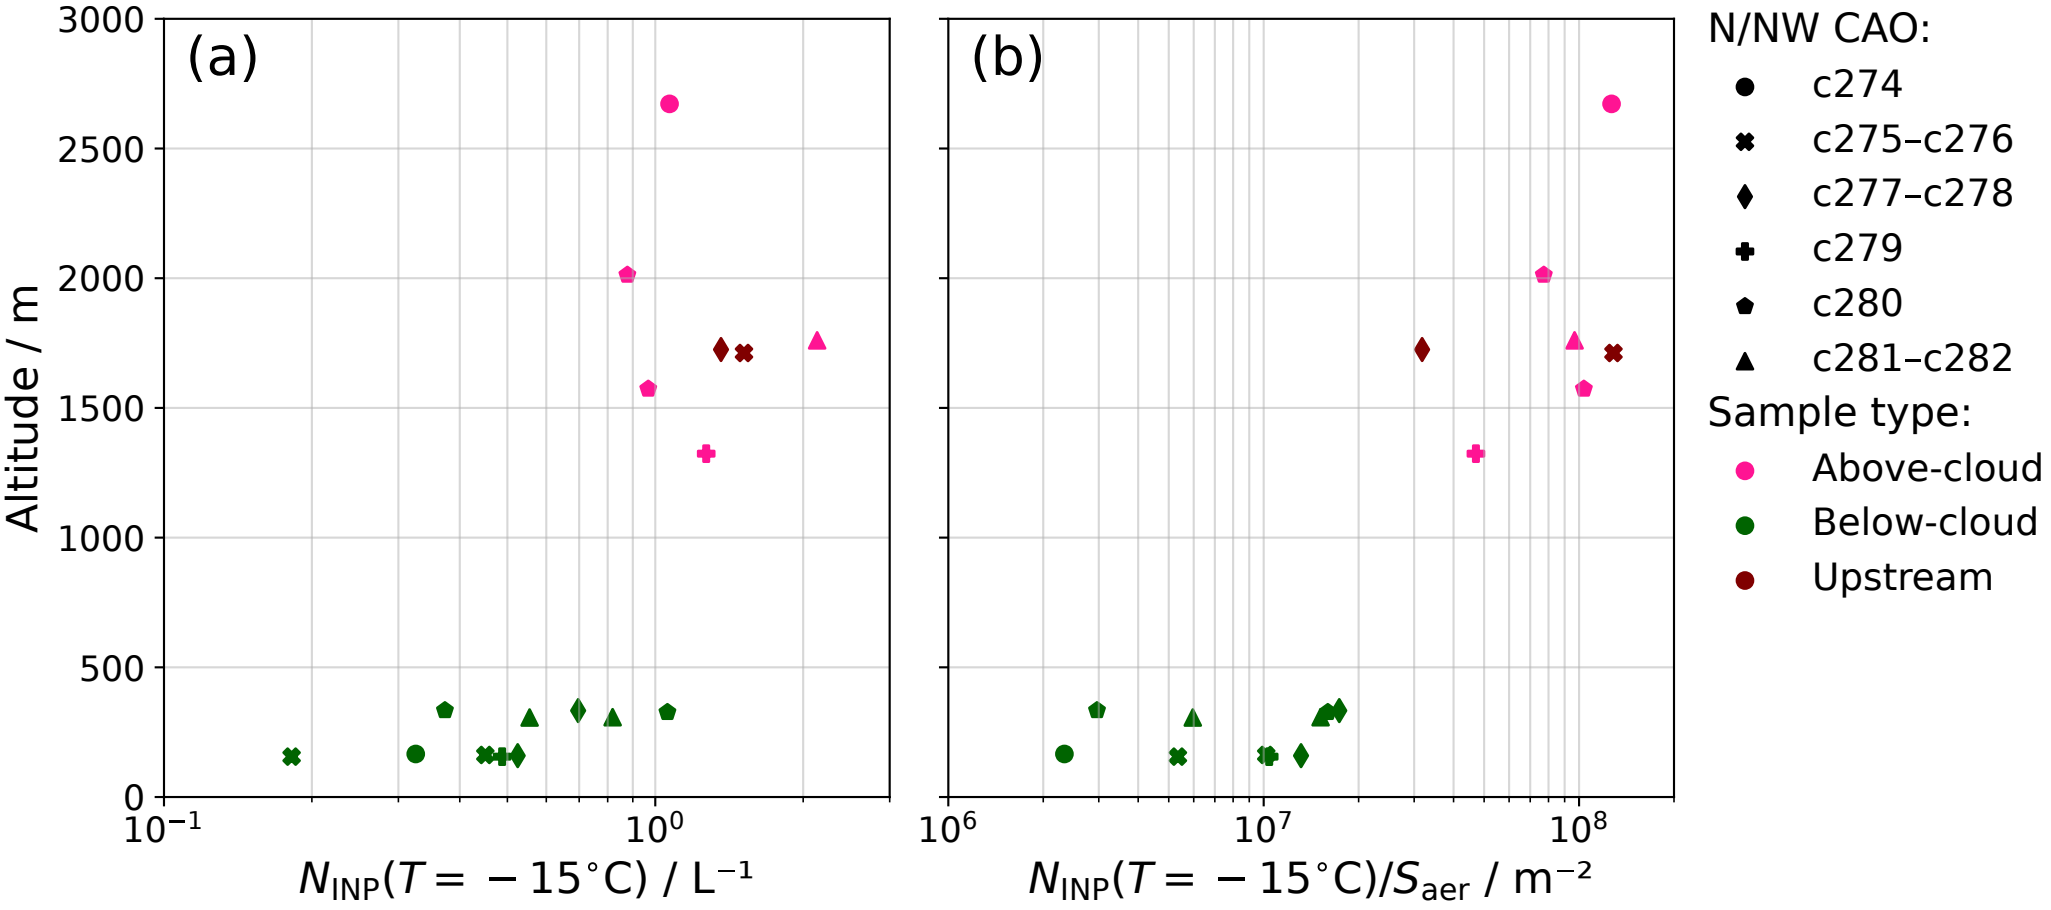 (a)
3000
2500
2000
1500
1000
500
0
Altitude / m
10⁻¹
10⁰
N_INP(T = −15°C) / L⁻¹
(b)
10⁶
10⁷
10⁸
N_INP(T = −15°C)/S_aer / m⁻²
N/NW CAO:
c274
c275–c276
c277–c278
c279
c280
c281–c282
Sample type:
Above-cloud
Below-cloud
Upstream